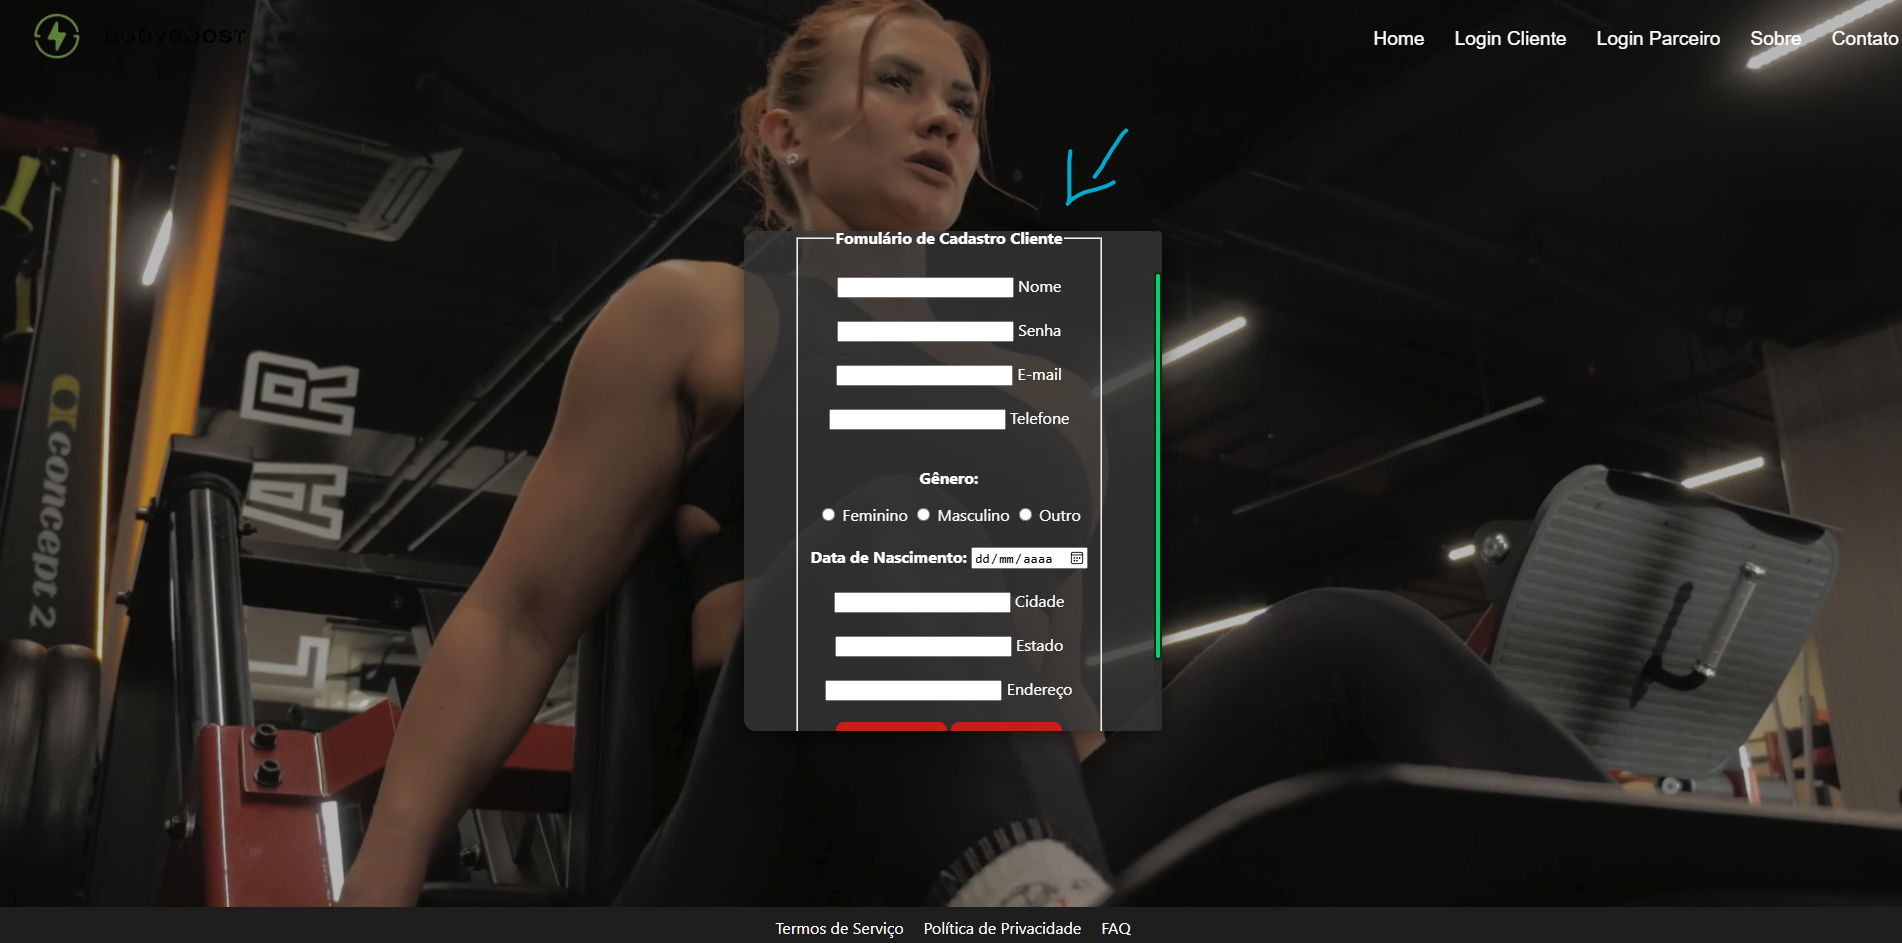 BODYBOOST
Home Login Cliente Login Parceiro Sobre Contato
Fomulário de Cadastro Cliente
Nome
Senha
E-mail
Telefone
Gênero:
Feminino Masculino Outro
Data de Nascimento: dd/mm/aaaa
Cidade
Estado
Endereço
concept 2
Termos de Serviço Política de Privacidade FAQ